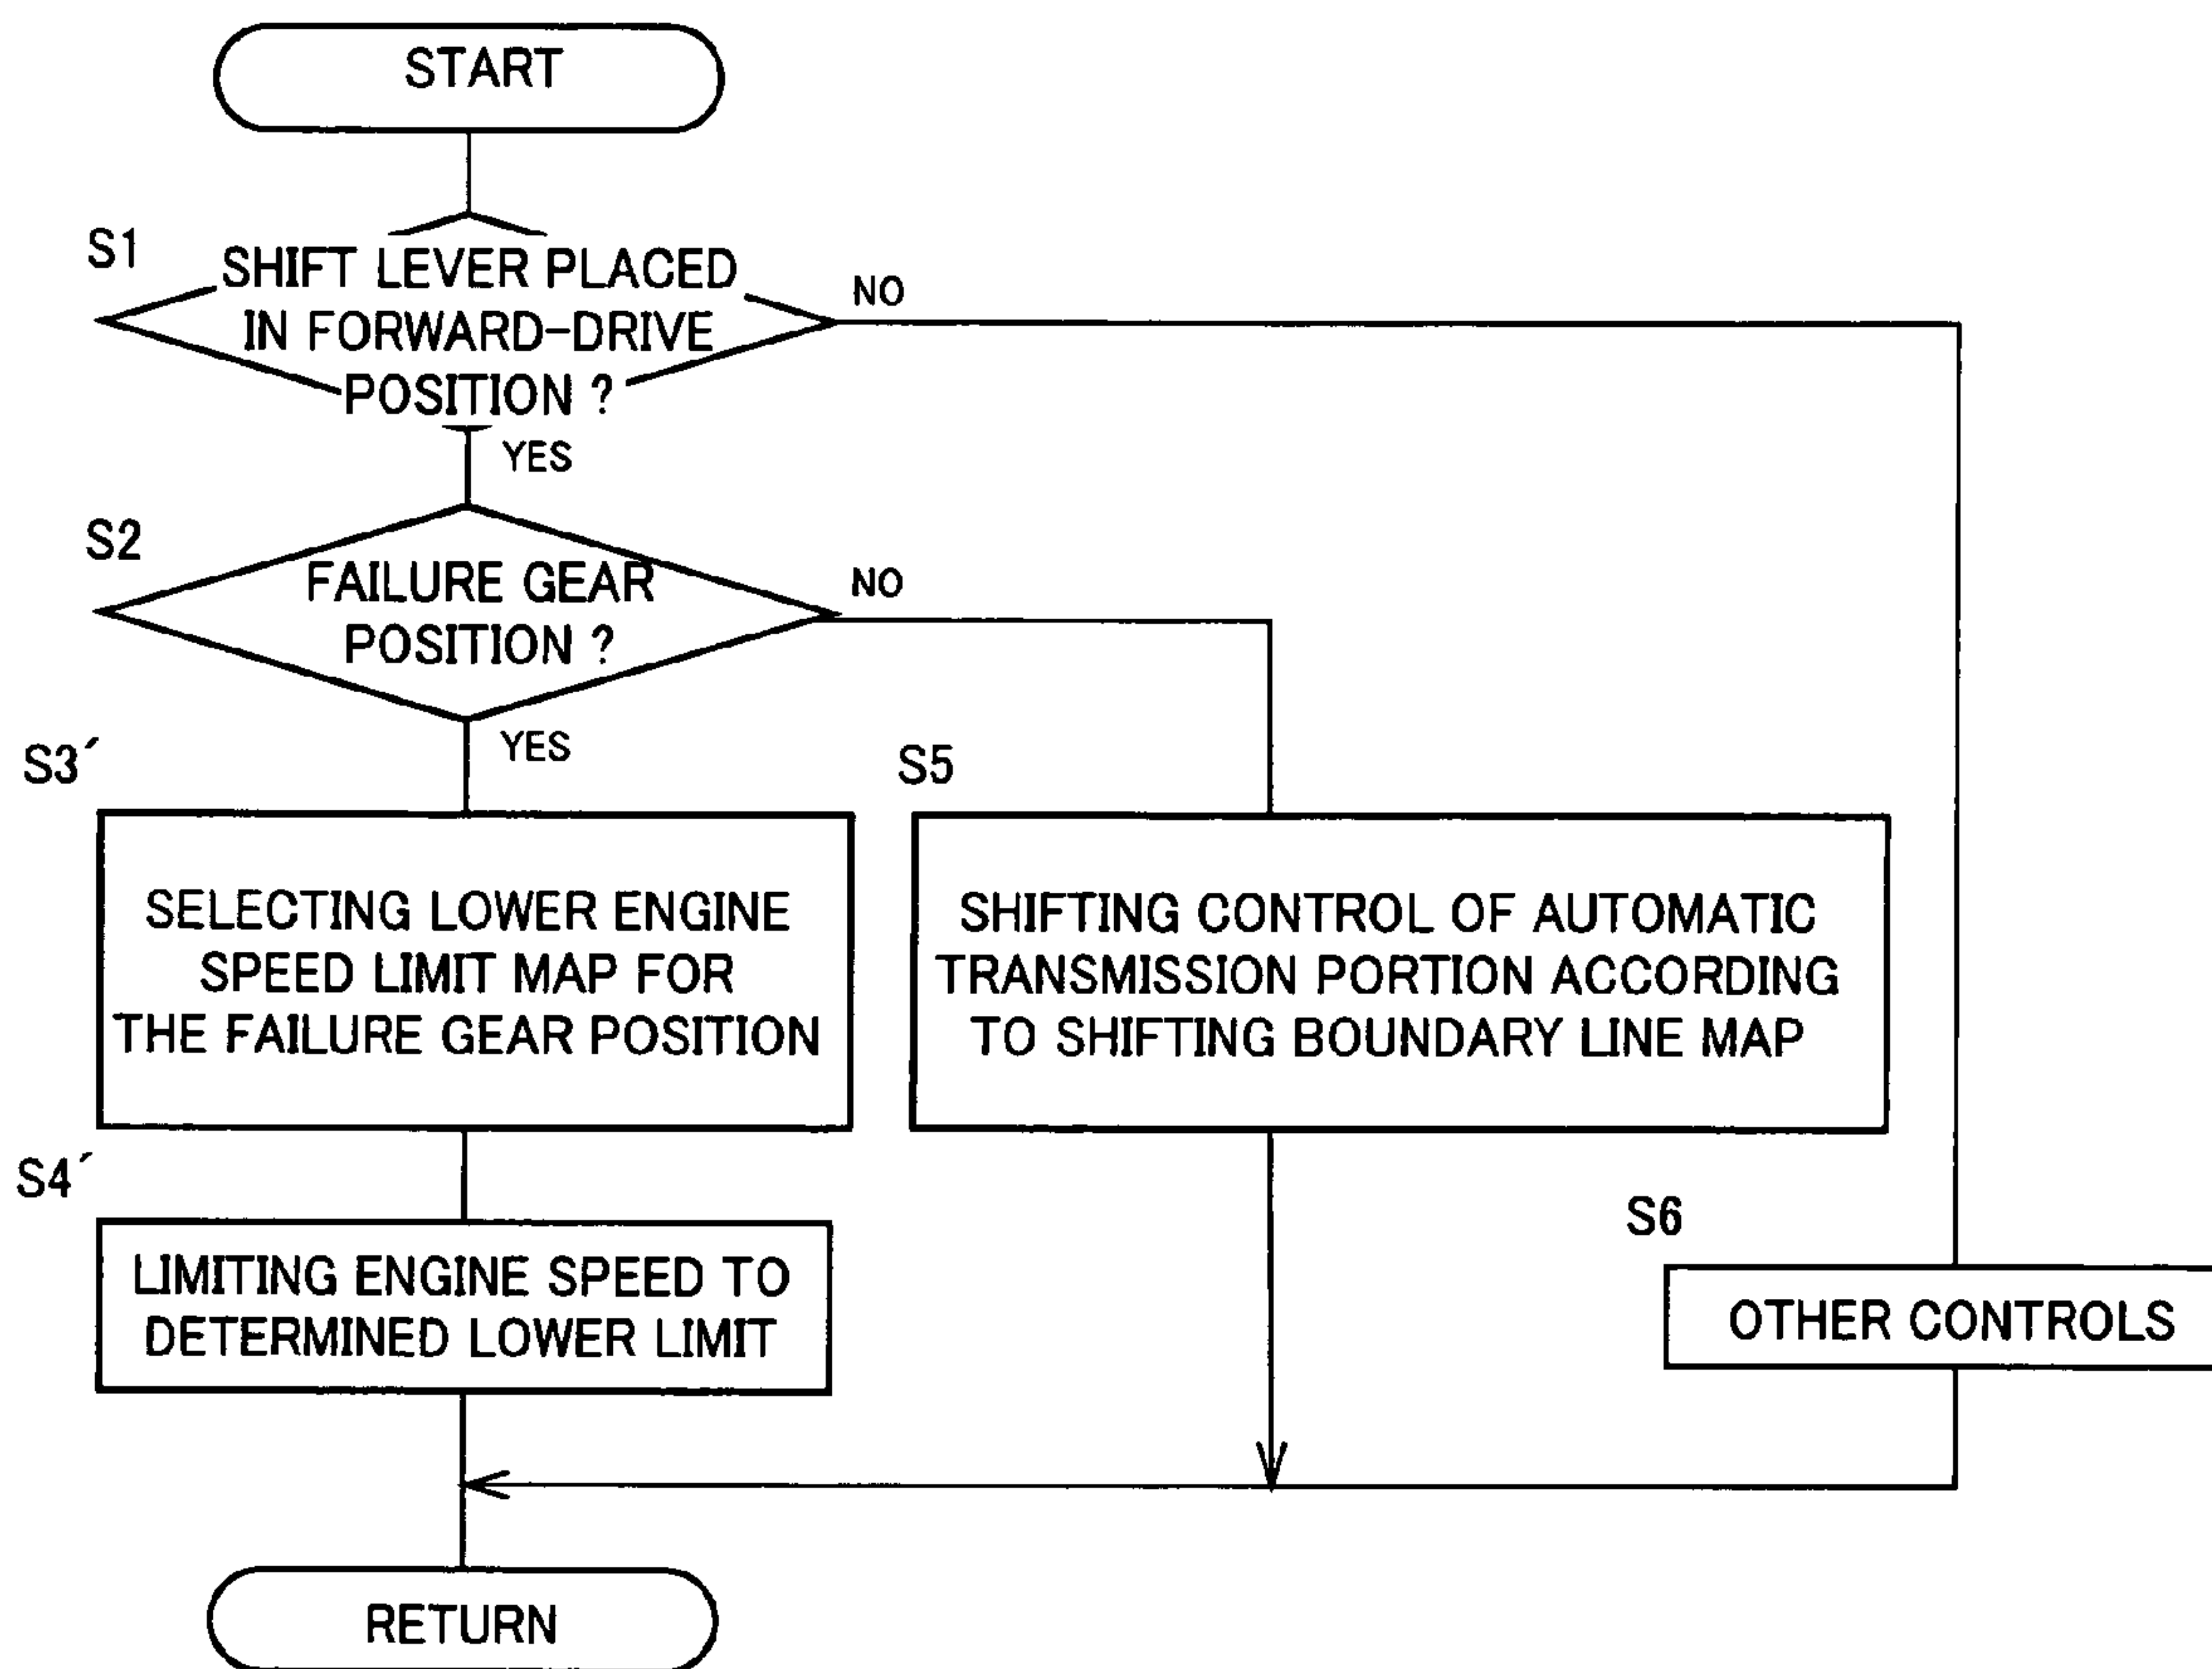 START
S1
SHIFT LEVER PLACED
IN FORWARD-DRIVE
POSITION ?
NO
YES
S2
FAILURE GEAR
POSITION ?
NO
YES
S3´
SELECTING LOWER ENGINE
SPEED LIMIT MAP FOR
THE FAILURE GEAR POSITION
S5
SHIFTING CONTROL OF AUTOMATIC
TRANSMISSION PORTION ACCORDING
TO SHIFTING BOUNDARY LINE MAP
S4´
LIMITING ENGINE SPEED TO
DETERMINED LOWER LIMIT
S6
OTHER CONTROLS
RETURN